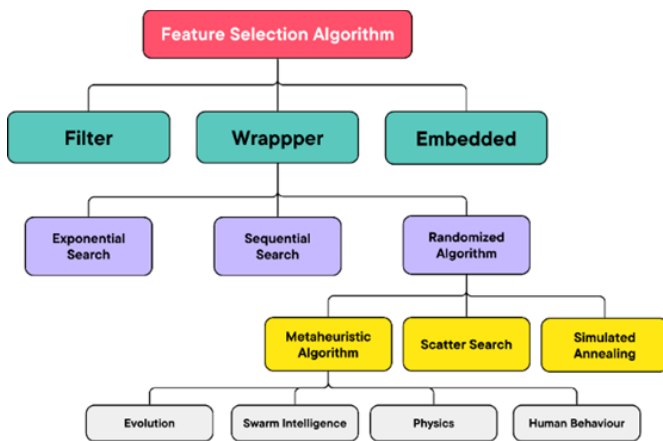 Feature Selection Algorithm
Filter
Wrappper
Embedded
Exponential
Search
Sequential
Search
Randomized
Algorithm
Metaheuristic
Algorithm
Scatter Search
Simulated
Annealing
Evolution
Swarm Intelligence
Physics
Human Behaviour